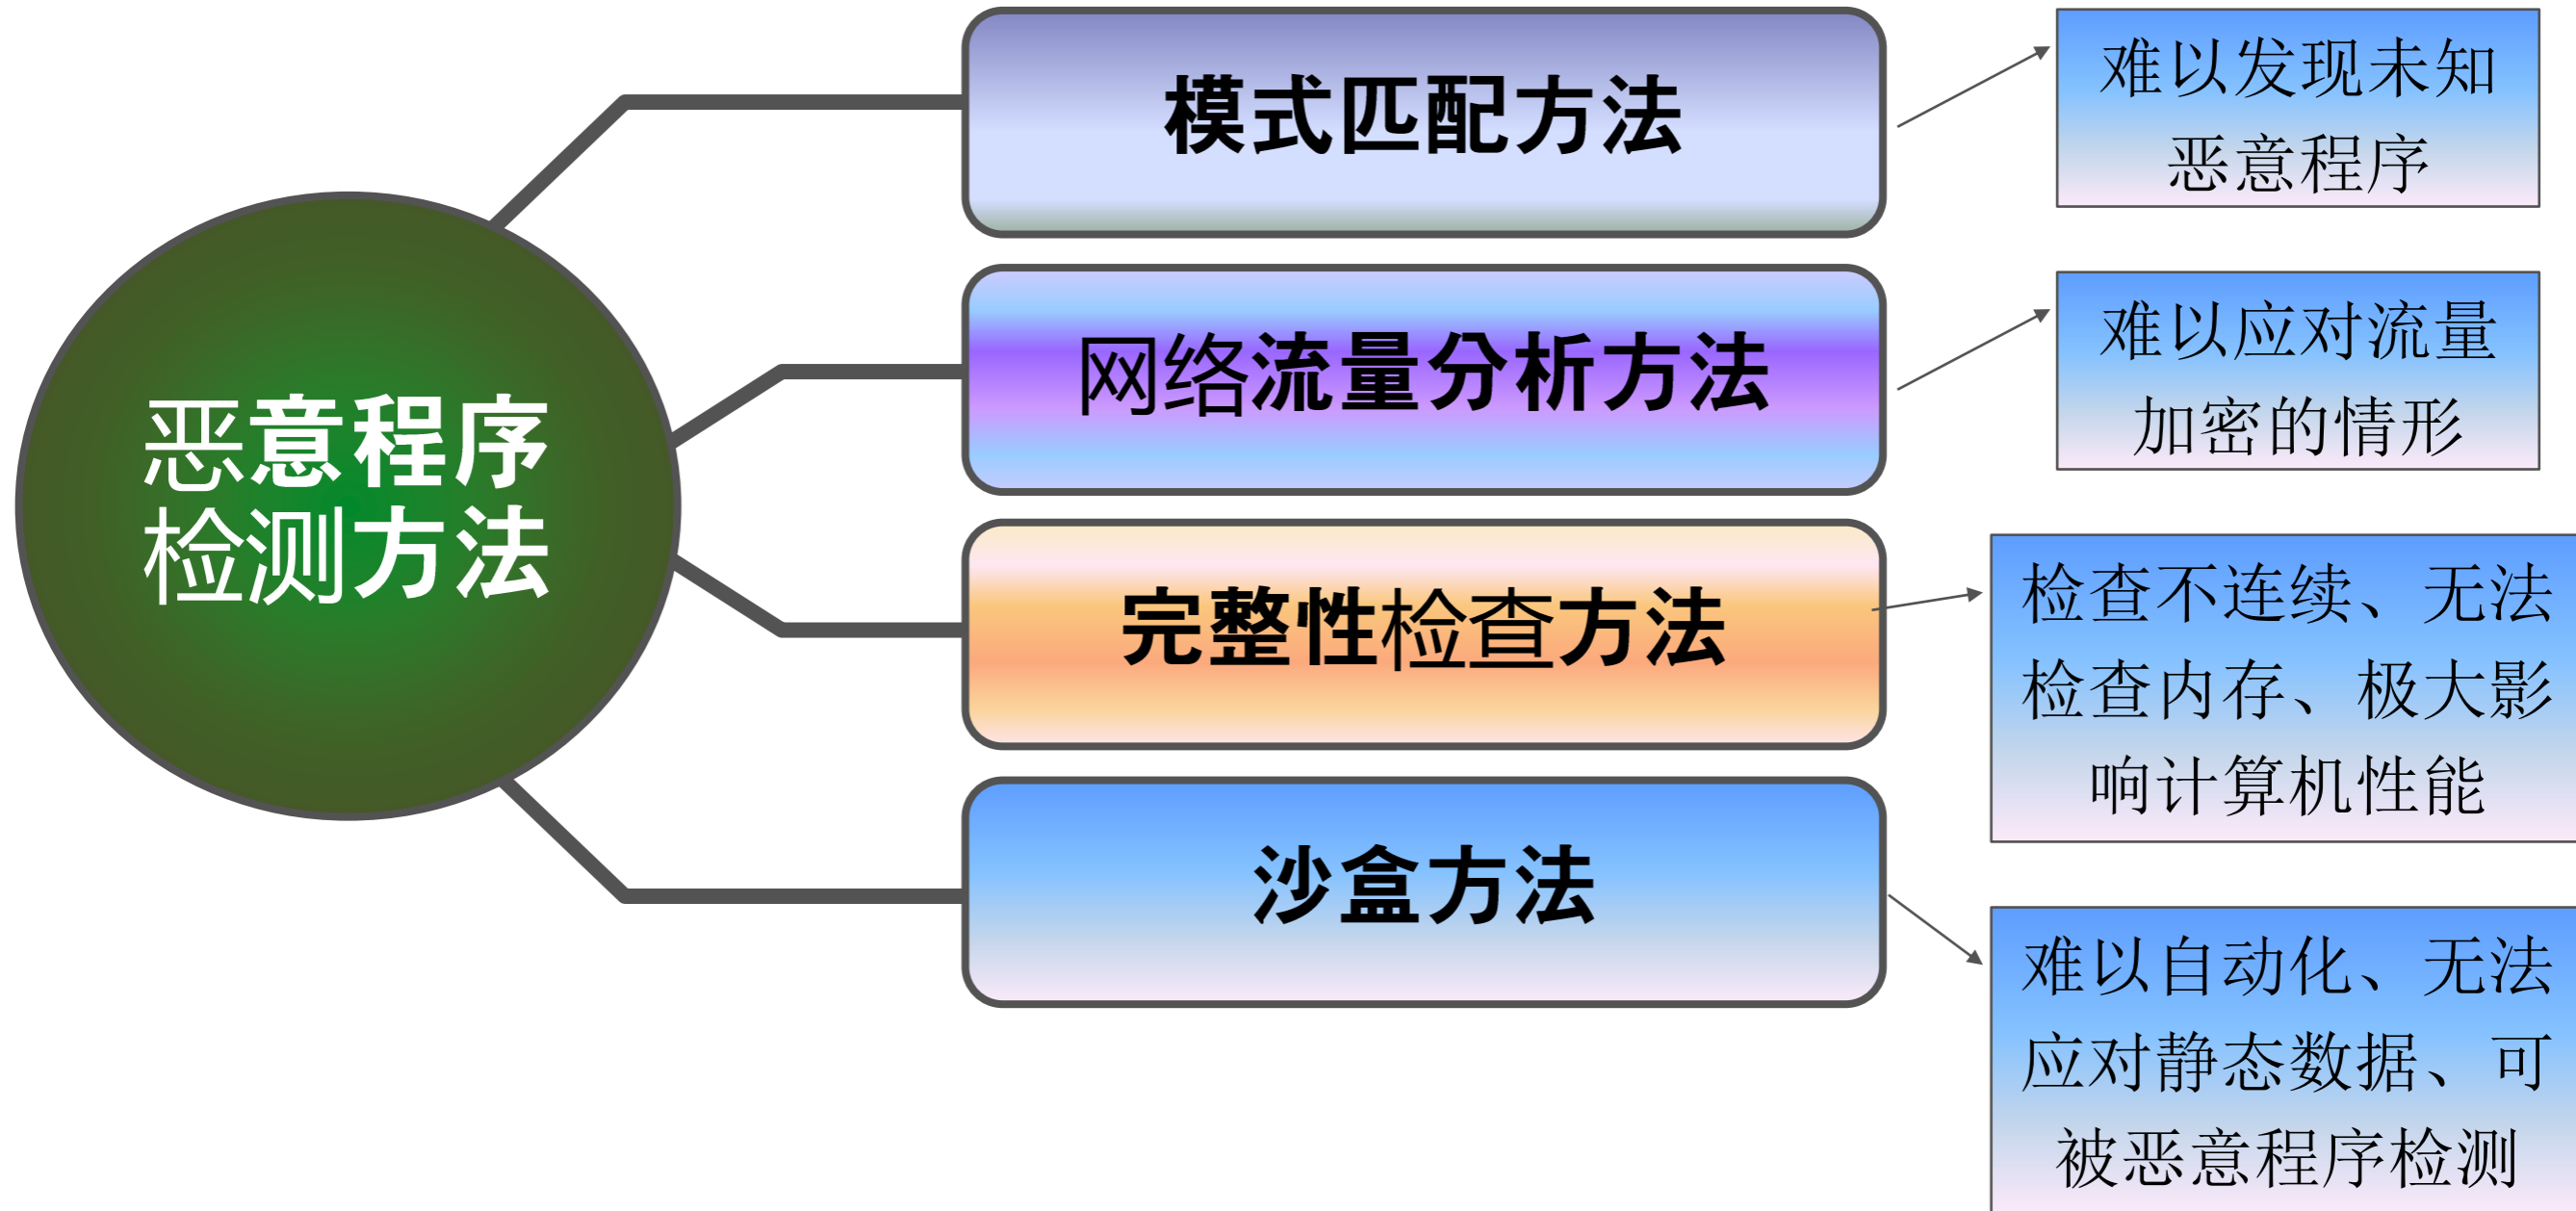 恶意程序
检测方法
模式匹配方法
难以发现未知
恶意程序
网络流量分析方法
难以应对流量
加密的情形
完整性检查方法
检查不连续、无法
检查内存、极大影
响计算机性能
沙盒方法
难以自动化、无法
应对静态数据、可
被恶意程序检测